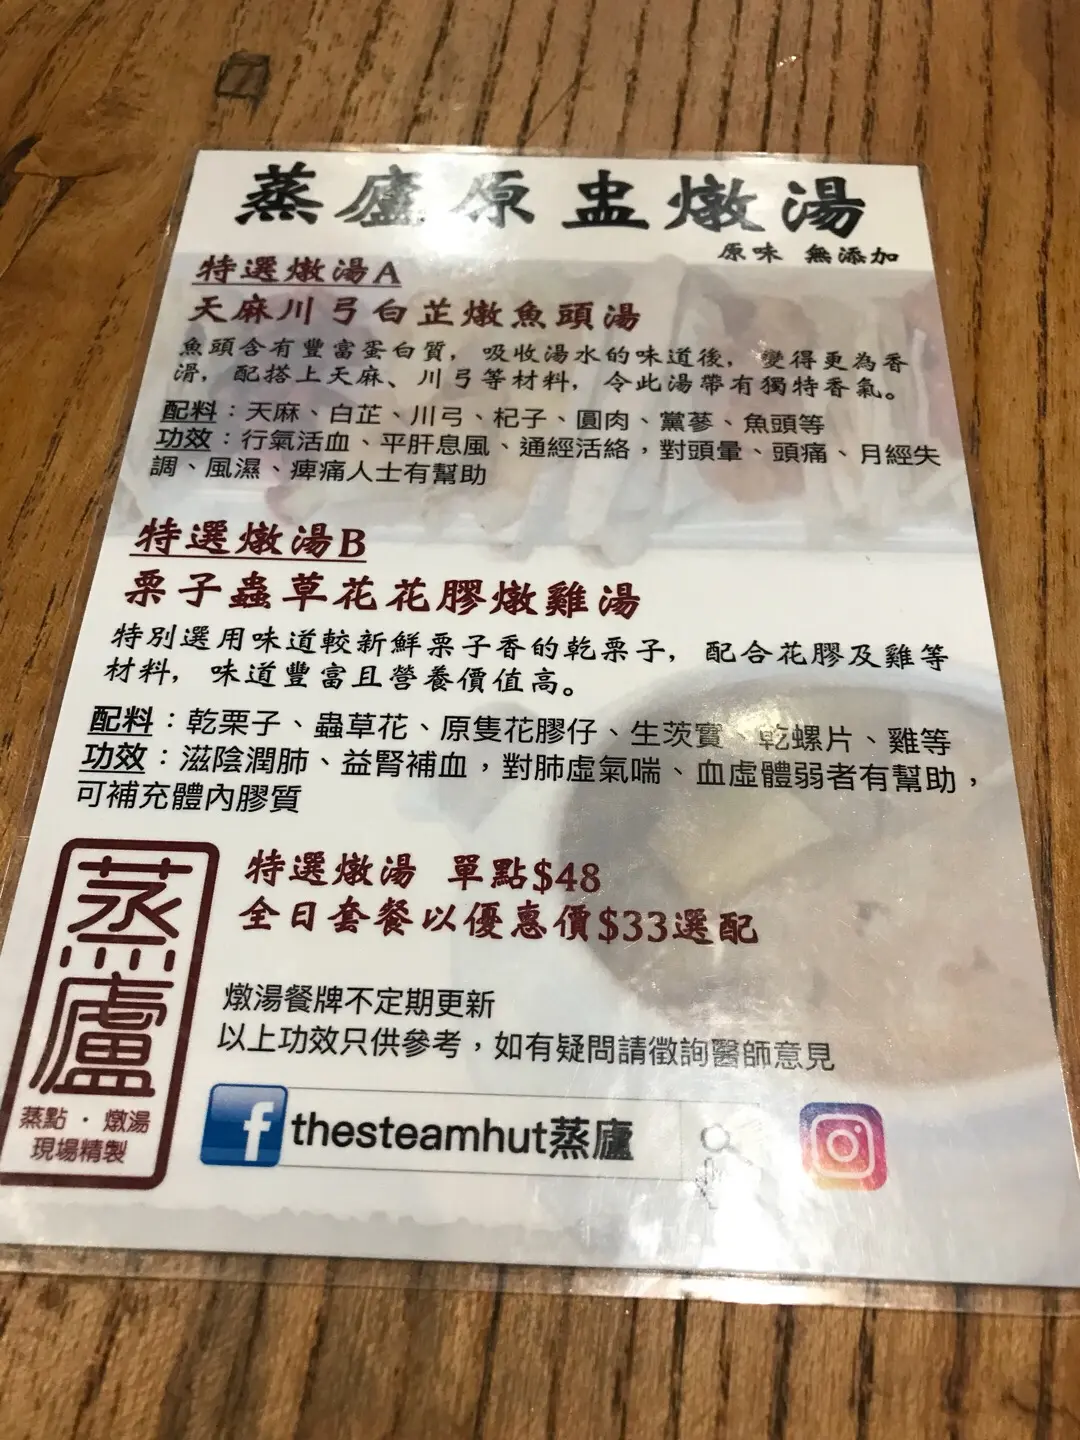 蒸廬原盅燉湯
原味 無添加
特選燉湯A
天麻川弓白芷燉魚頭湯
魚頭含有豐富蛋白質，吸收湯水的味道後，變得更為香
滑，配搭上天麻、川弓等材料，令此湯帶有獨特香氣。
配料：天麻、白芷、川弓、杞子、圓肉、黨蔘、魚頭等
功效：行氣活血、平肝息風、通經活絡，對頭暈、頭痛、月經失
調、風濕、痺痛人士有幫助
特選燉湯B
栗子蟲草花花膠燉雞湯
特別選用味道較新鮮栗子香的乾栗子，配合花膠及雞等
材料，味道豐富且營養價值高。
配料：乾栗子、蟲草花、原隻花膠仔、生茨實、乾螺片、雞等
功效：滋陰潤肺、益腎補血，對肺虛氣喘、血虛體弱者有幫助，
可補充體內膠質
特選燉湯 單點$48
全日套餐以優惠價$33選配
蒸廬
蒸點·燉湯
現場精製
燉湯餐牌不定期更新
以上功效只供參考，如有疑問請徵詢醫師意見
f thesteamhut蒸廬